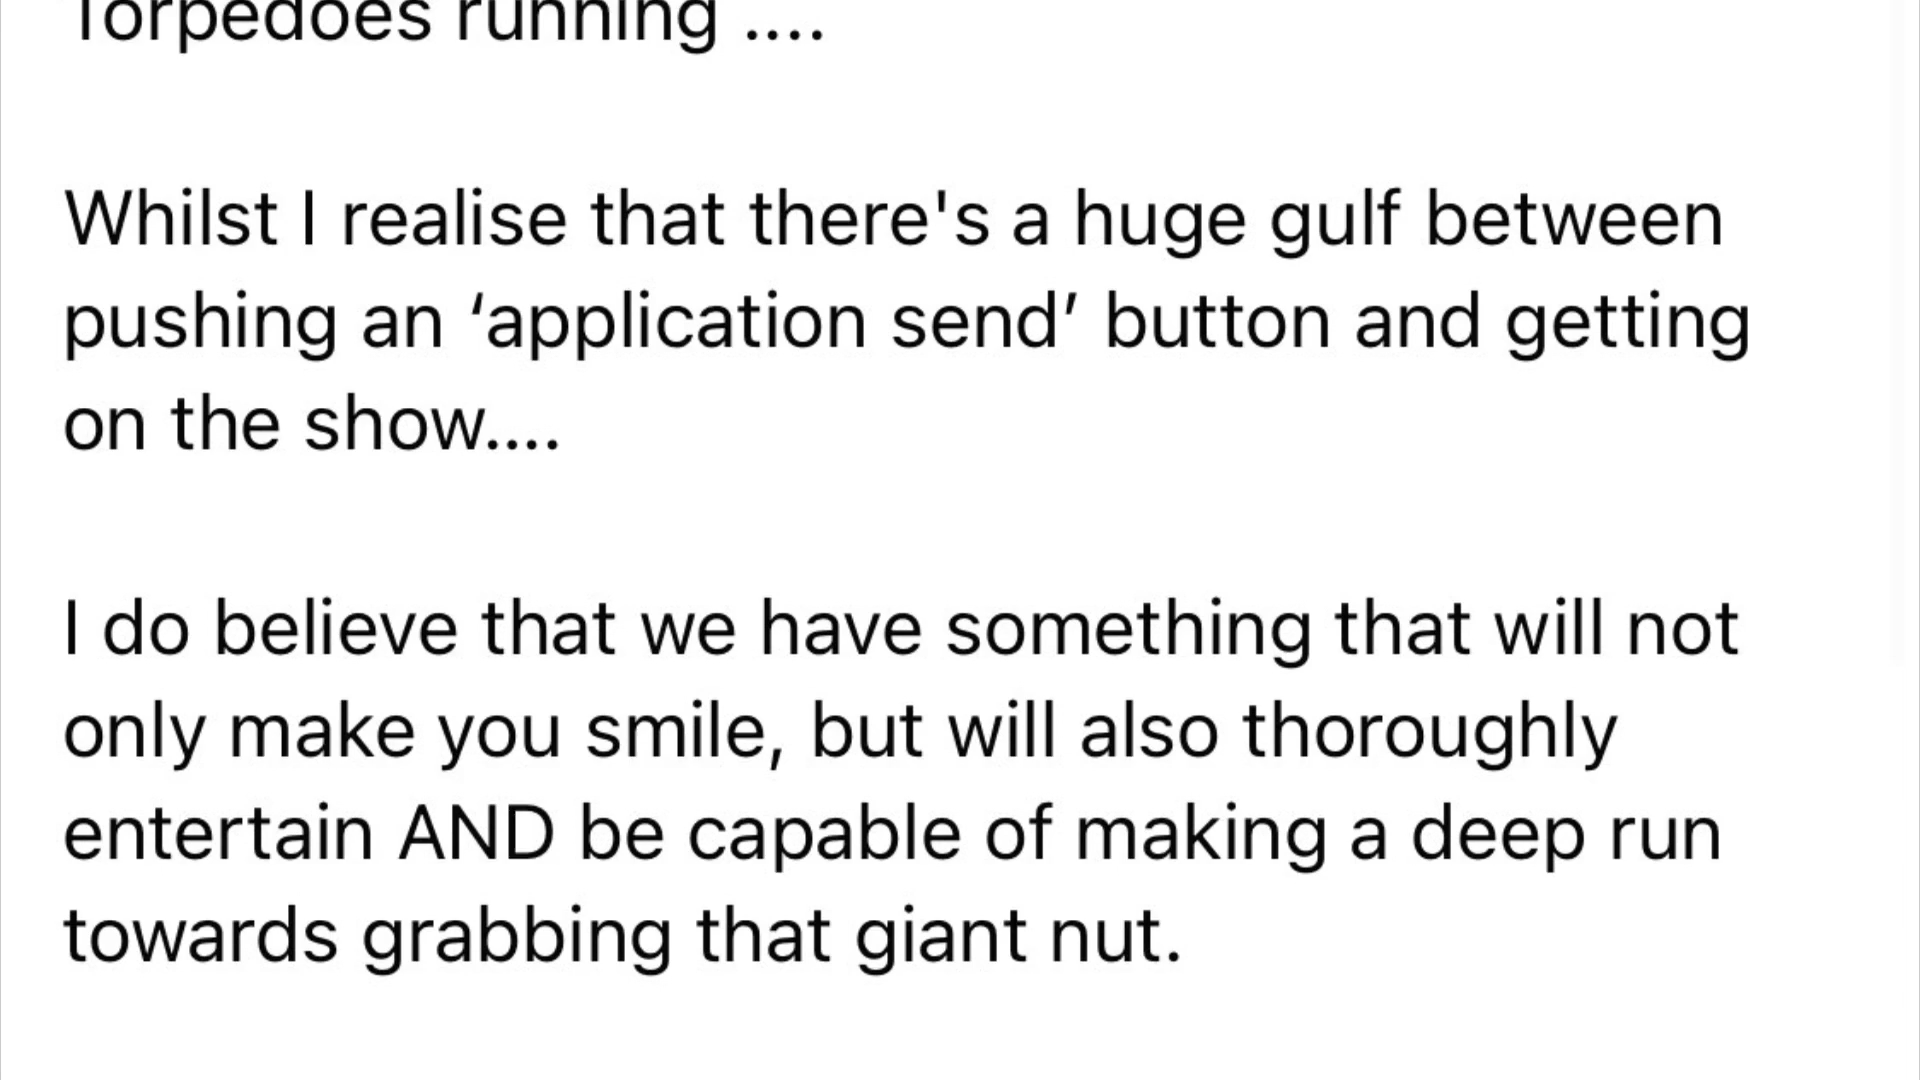 Torpedoes running ....
Whilst I realise that there's a huge gulf between
pushing an ‘application send’ button and getting
on the show....
I do believe that we have something that will not
only make you smile, but will also thoroughly
entertain AND be capable of making a deep run
towards grabbing that giant nut.